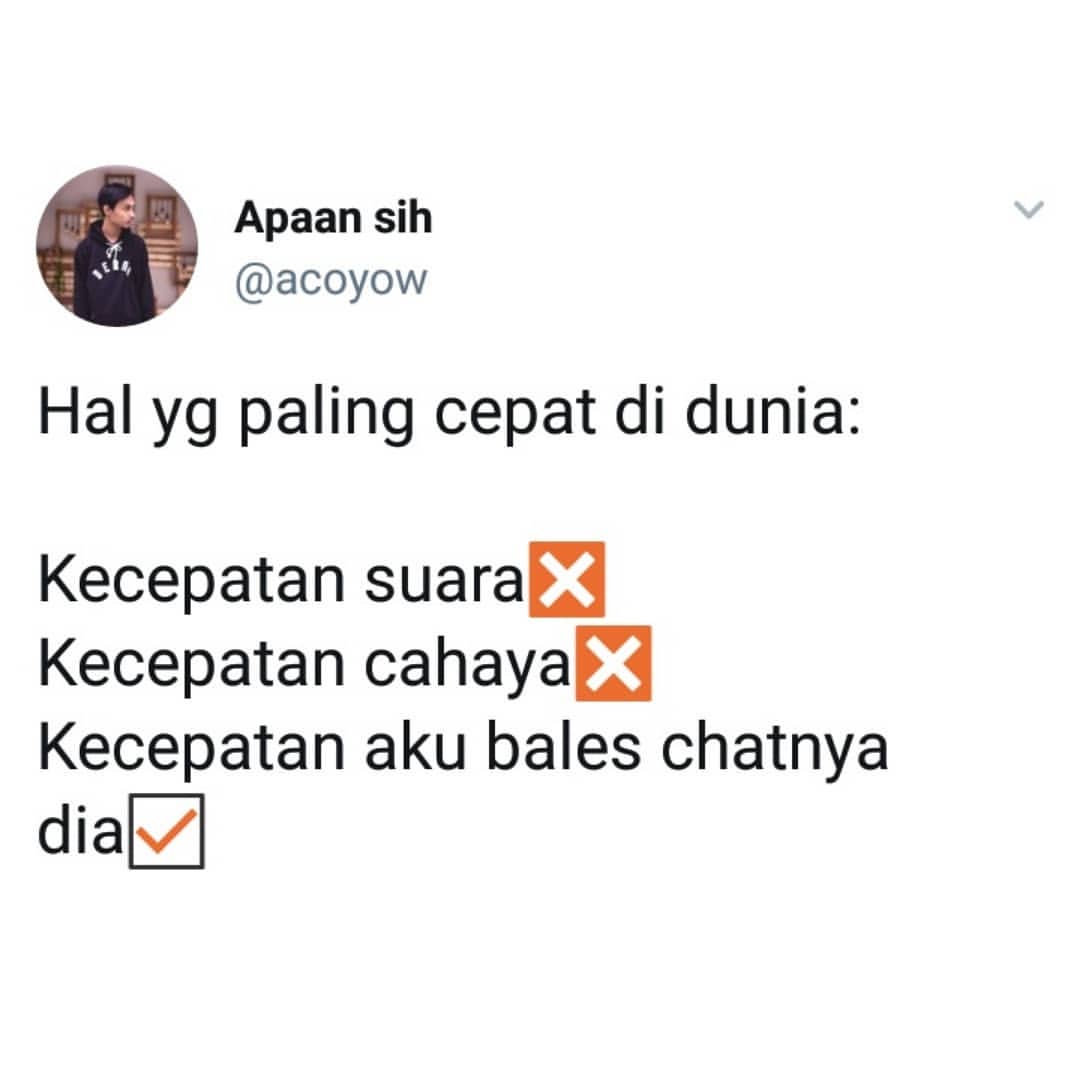 Apaan sih
@acoyow
Hal yg paling cepat di dunia:
Kecepatan suara❎
Kecepatan cahaya❎
Kecepatan aku bales chatnya
dia☑